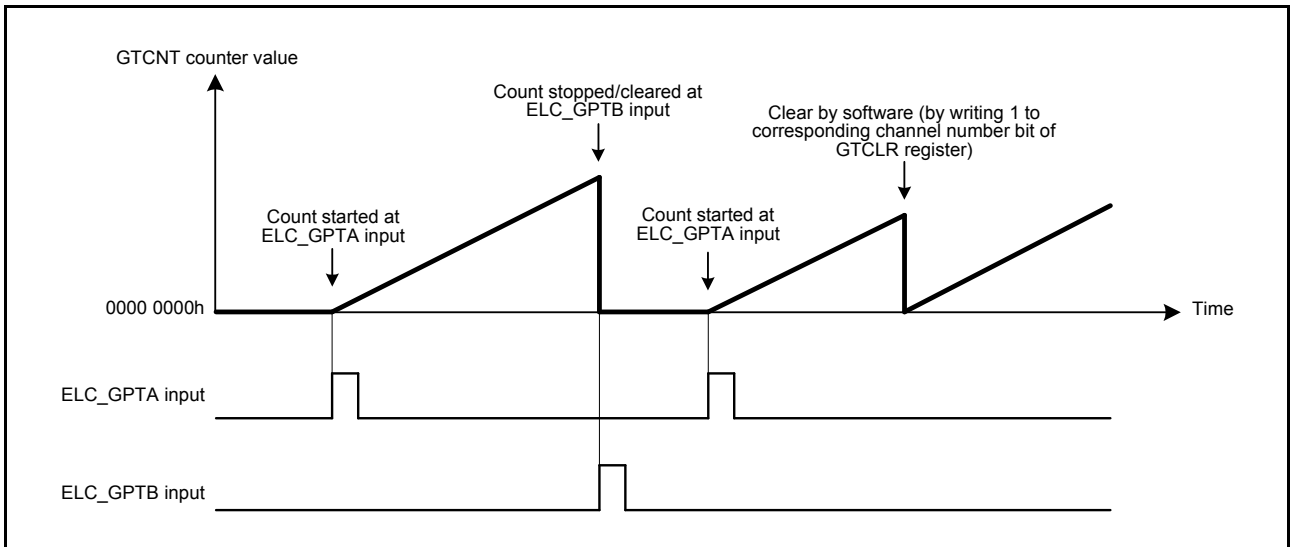 GTCNT counter value
Count stopped/cleared at
ELC_GPTB input
Clear by software (by writing 1 to
corresponding channel number bit of
GTCLR register)
Count started at
ELC_GPTA input
Count started at
ELC_GPTA input
0000 0000h
Time
ELC_GPTA input
ELC_GPTB input